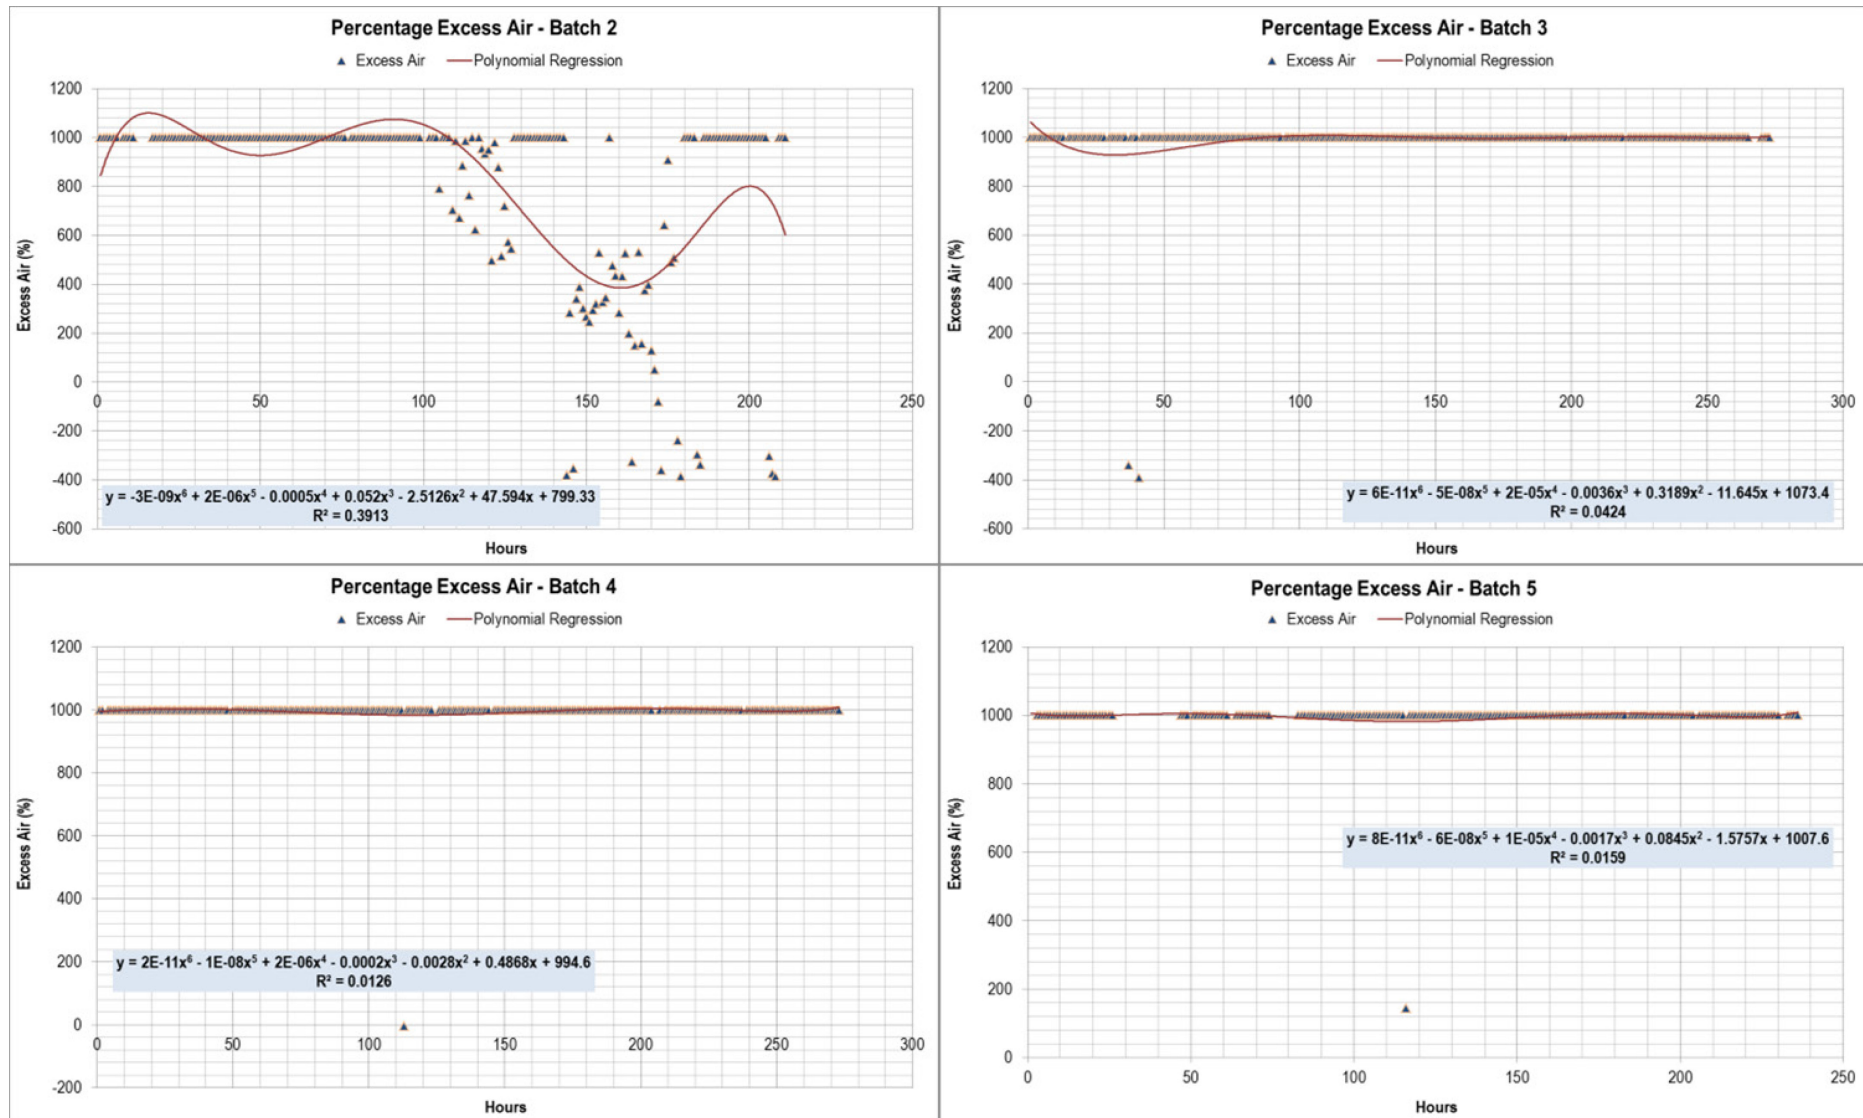 Percentage Excess Air - Batch 2
Excess Air
Polynomial Regression
1200
1000
800
600
400
200
0
-200
-400
-600
0
50
100
150
200
250
Excess Air (%)
y = -3E-09x⁶ + 2E-06x⁵ - 0.0005x⁴ + 0.052x³ - 2.5126x² + 47.594x + 799.33
R² = 0.3913
Hours
Percentage Excess Air - Batch 3
Excess Air
Polynomial Regression
1200
1000
800
600
400
200
0
-200
-400
-600
0
50
100
150
200
250
300
Excess Air (%)
y = 6E-11x⁶ - 5E-08x⁵ + 2E-05x⁴ - 0.0036x³ + 0.3189x² - 11.645x + 1073.4
R² = 0.0424
Hours
Percentage Excess Air - Batch 4
Excess Air
Polynomial Regression
1200
1000
800
600
400
200
0
-200
0
50
100
150
200
250
300
Excess Air (%)
y = 2E-11x⁶ - 1E-08x⁵ + 2E-06x⁴ - 0.0002x³ - 0.0028x² + 0.4868x + 994.6
R² = 0.0126
Hours
Percentage Excess Air - Batch 5
Excess Air
Polynomial Regression
1200
1000
800
600
400
200
0
0
50
100
150
200
250
Excess Air (%)
y = 8E-11x⁶ - 6E-08x⁵ + 1E-05x⁴ - 0.0017x³ + 0.0845x² - 1.5757x + 1007.6
R² = 0.0159
Hours